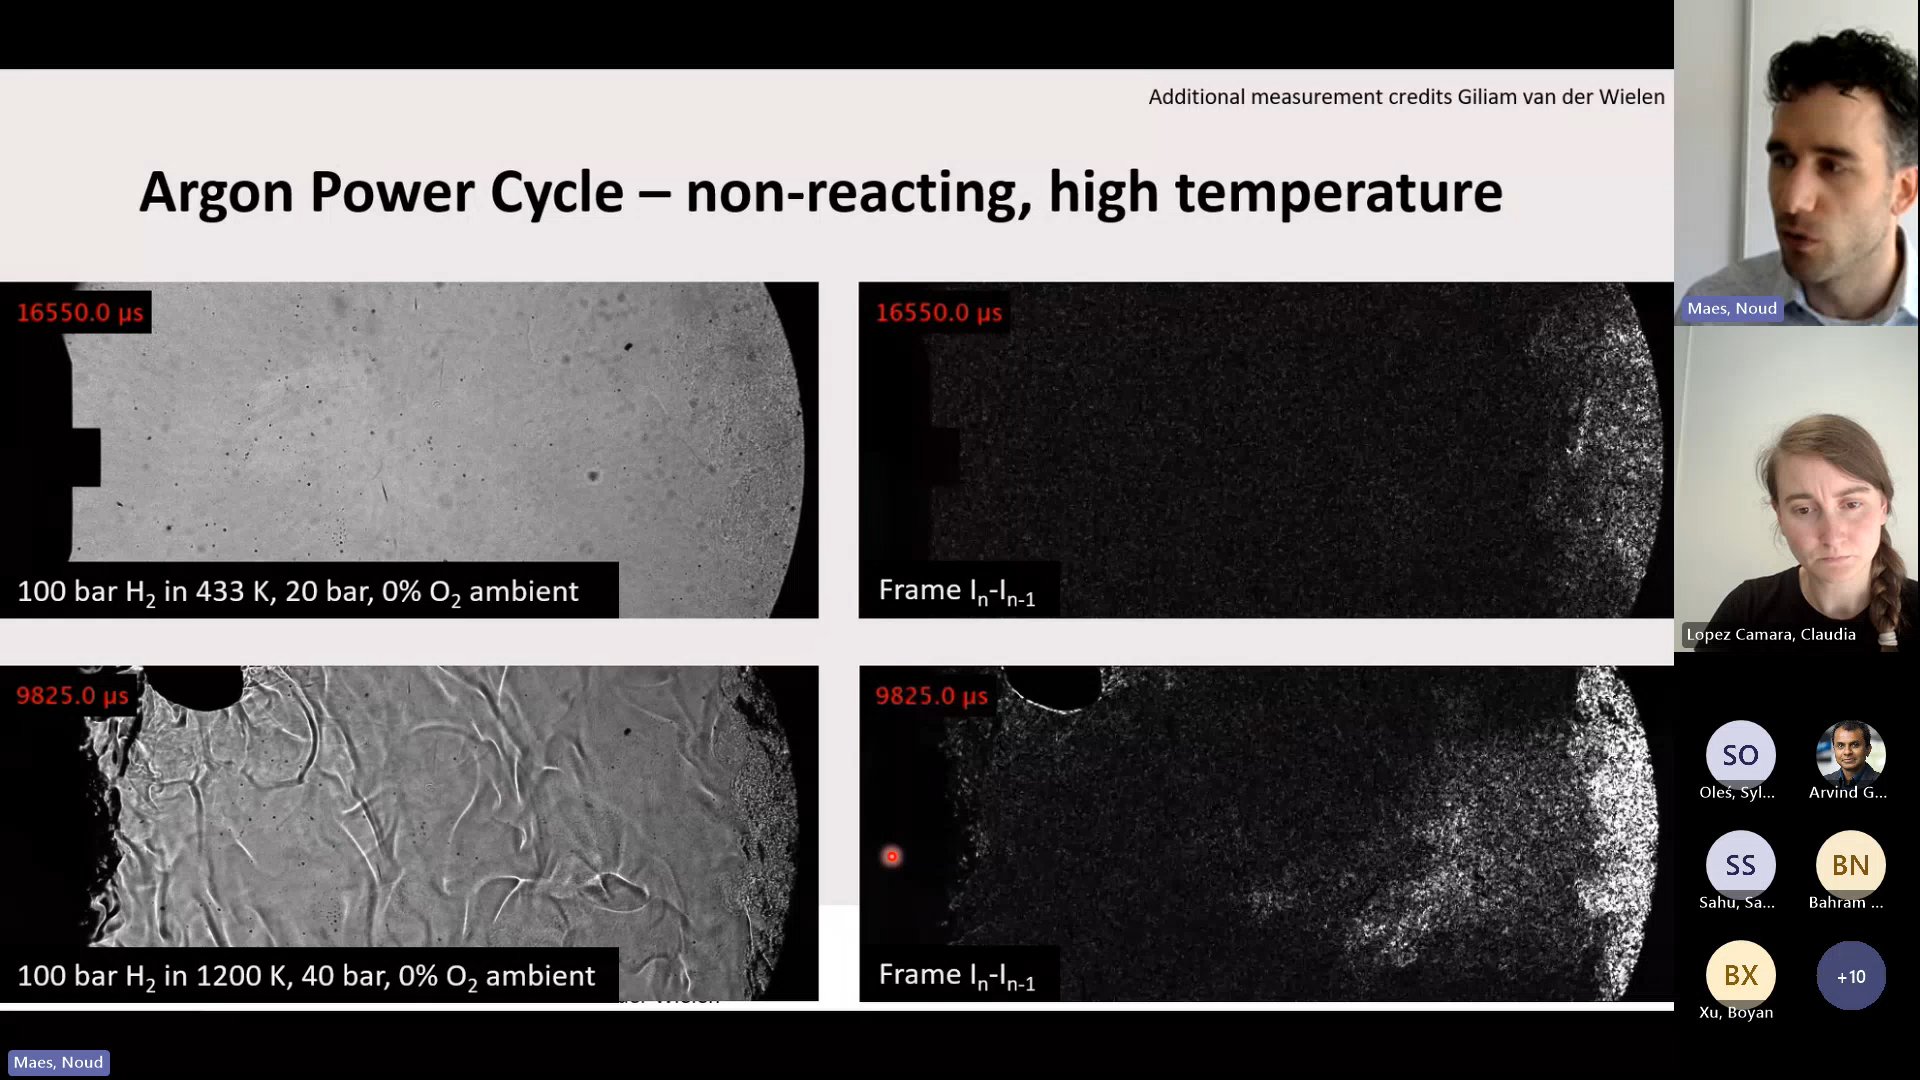 Additional measurement credits Giliam van der Wielen
Argon Power Cycle – non-reacting, high temperature
16550.0 µs
16550.0 µs
100 bar H₂ in 433 K, 20 bar, 0% O₂ ambient
Frame Iₙ-Iₙ₋₁
9825.0 µs
9825.0 µs
100 bar H₂ in 1200 K, 40 bar, 0% O₂ ambient
Frame Iₙ-Iₙ₋₁
Maes, Noud
Maes, Noud
Lopez Camara, Claudia
SO
Oleś, Syl...
Arvind G...
SS
Sahu, Sa...
BN
Bahram ...
BX
Xu, Boyan
+10